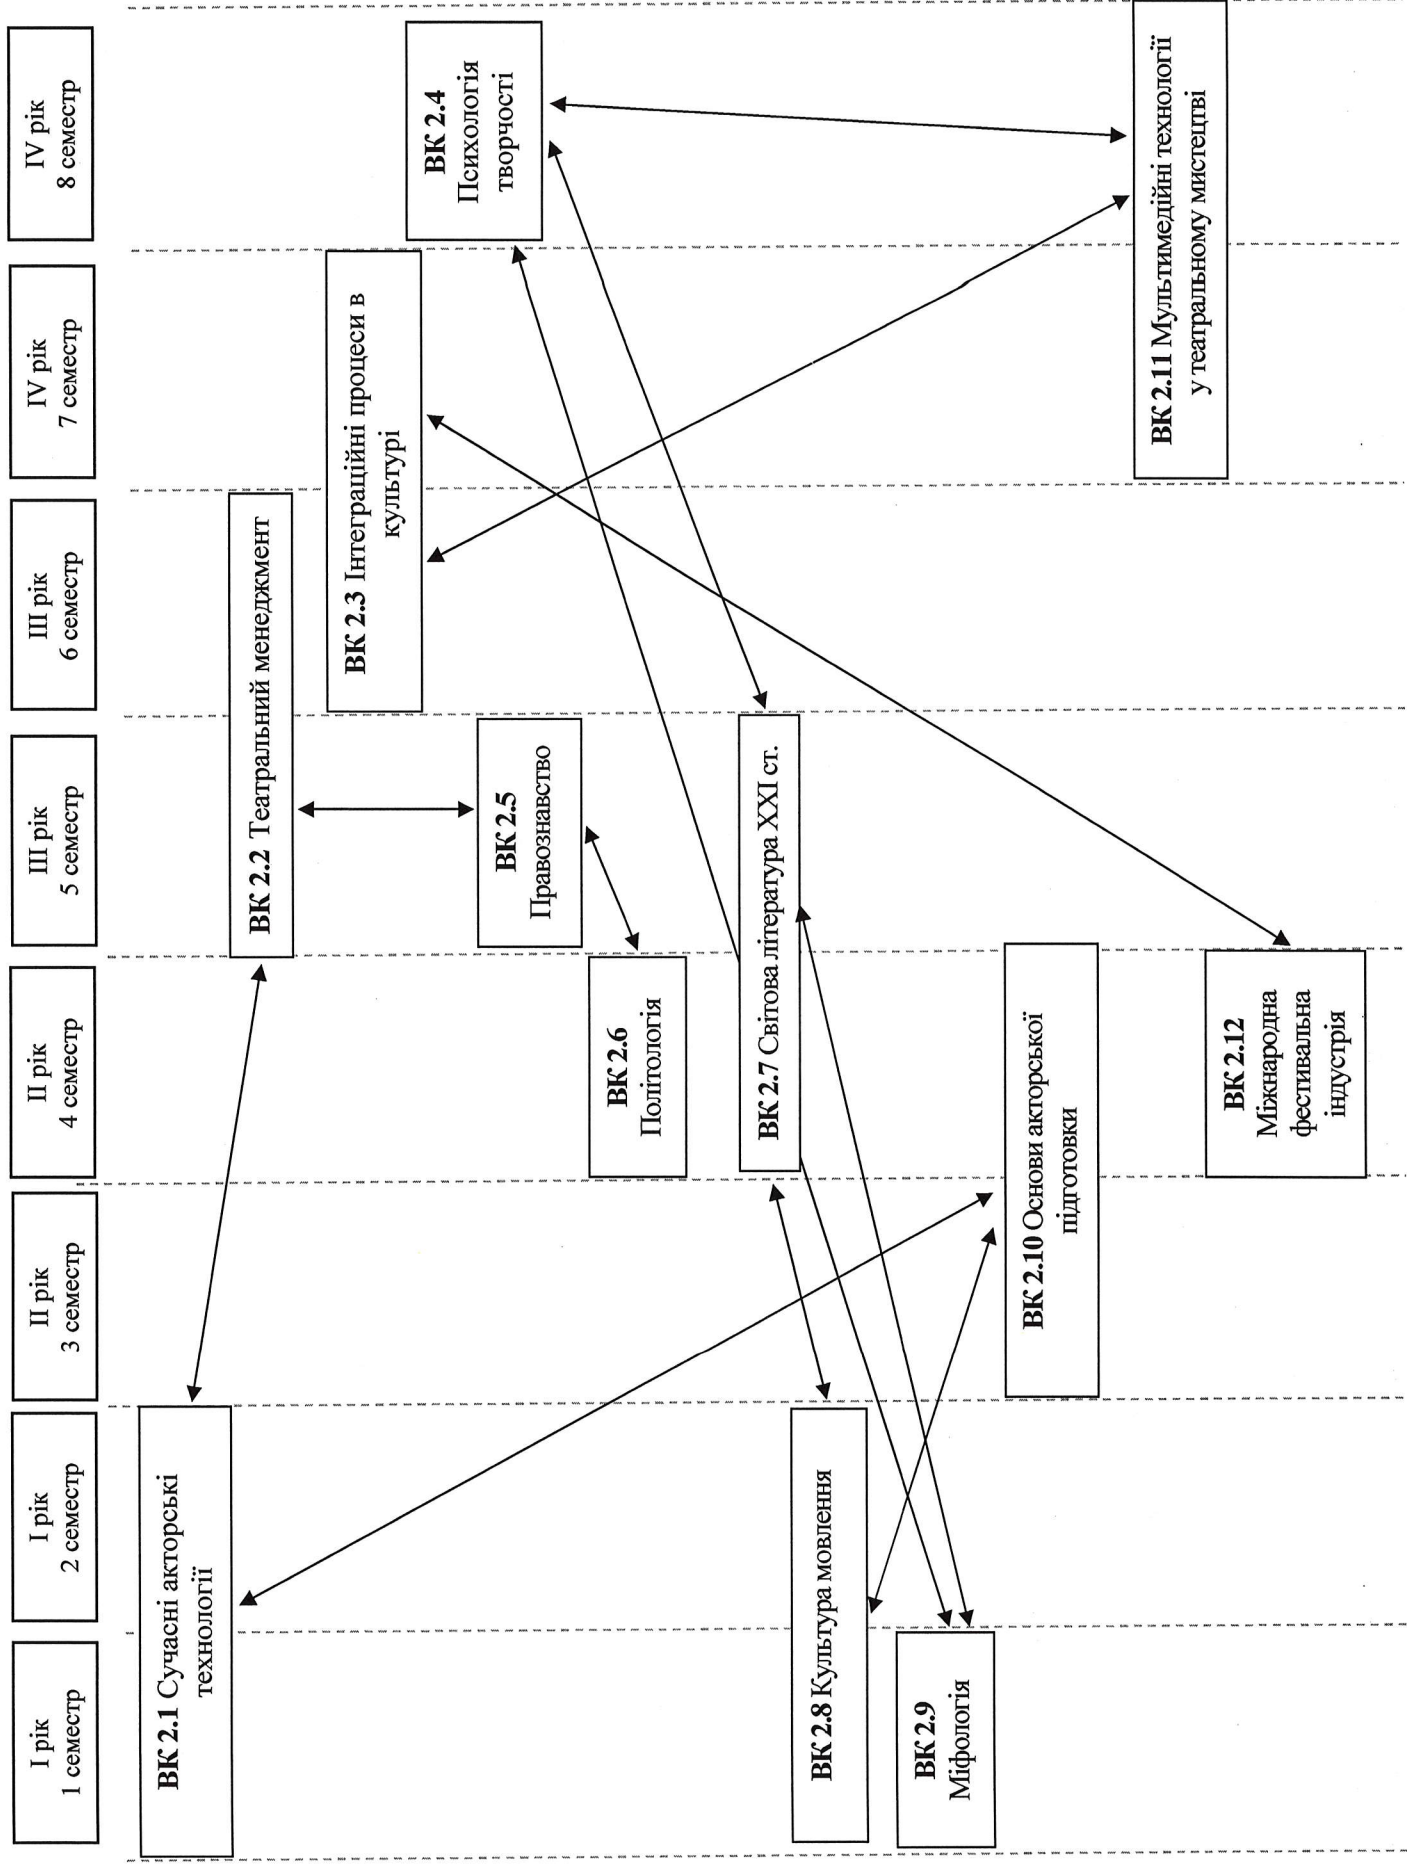 I рік
1 семестр
I рік
2 семестр
II рік
3 семестр
II рік
4 семестр
III рік
5 семестр
III рік
6 семестр
IV рік
7 семестр
IV рік
8 семестр
ВК 2.1 Сучасні акторські
технології
ВК 2.2 Театральний менеджмент
ВК 2.3 Інтеграційні процеси в
культурі
ВК 2.4
Психологія
творчості
ВК 2.5
Правознавство
ВК 2.6
Політологія
ВК 2.7 Світова література XXI ст.
ВК 2.8 Культура мовлення
ВК 2.9
Міфологія
ВК 2.10 Основи акторської
підготовки
ВК 2.11 Мультимедійні технології
у театральному мистецтві
ВК 2.12
Міжнародна
фестивальна
індустрія